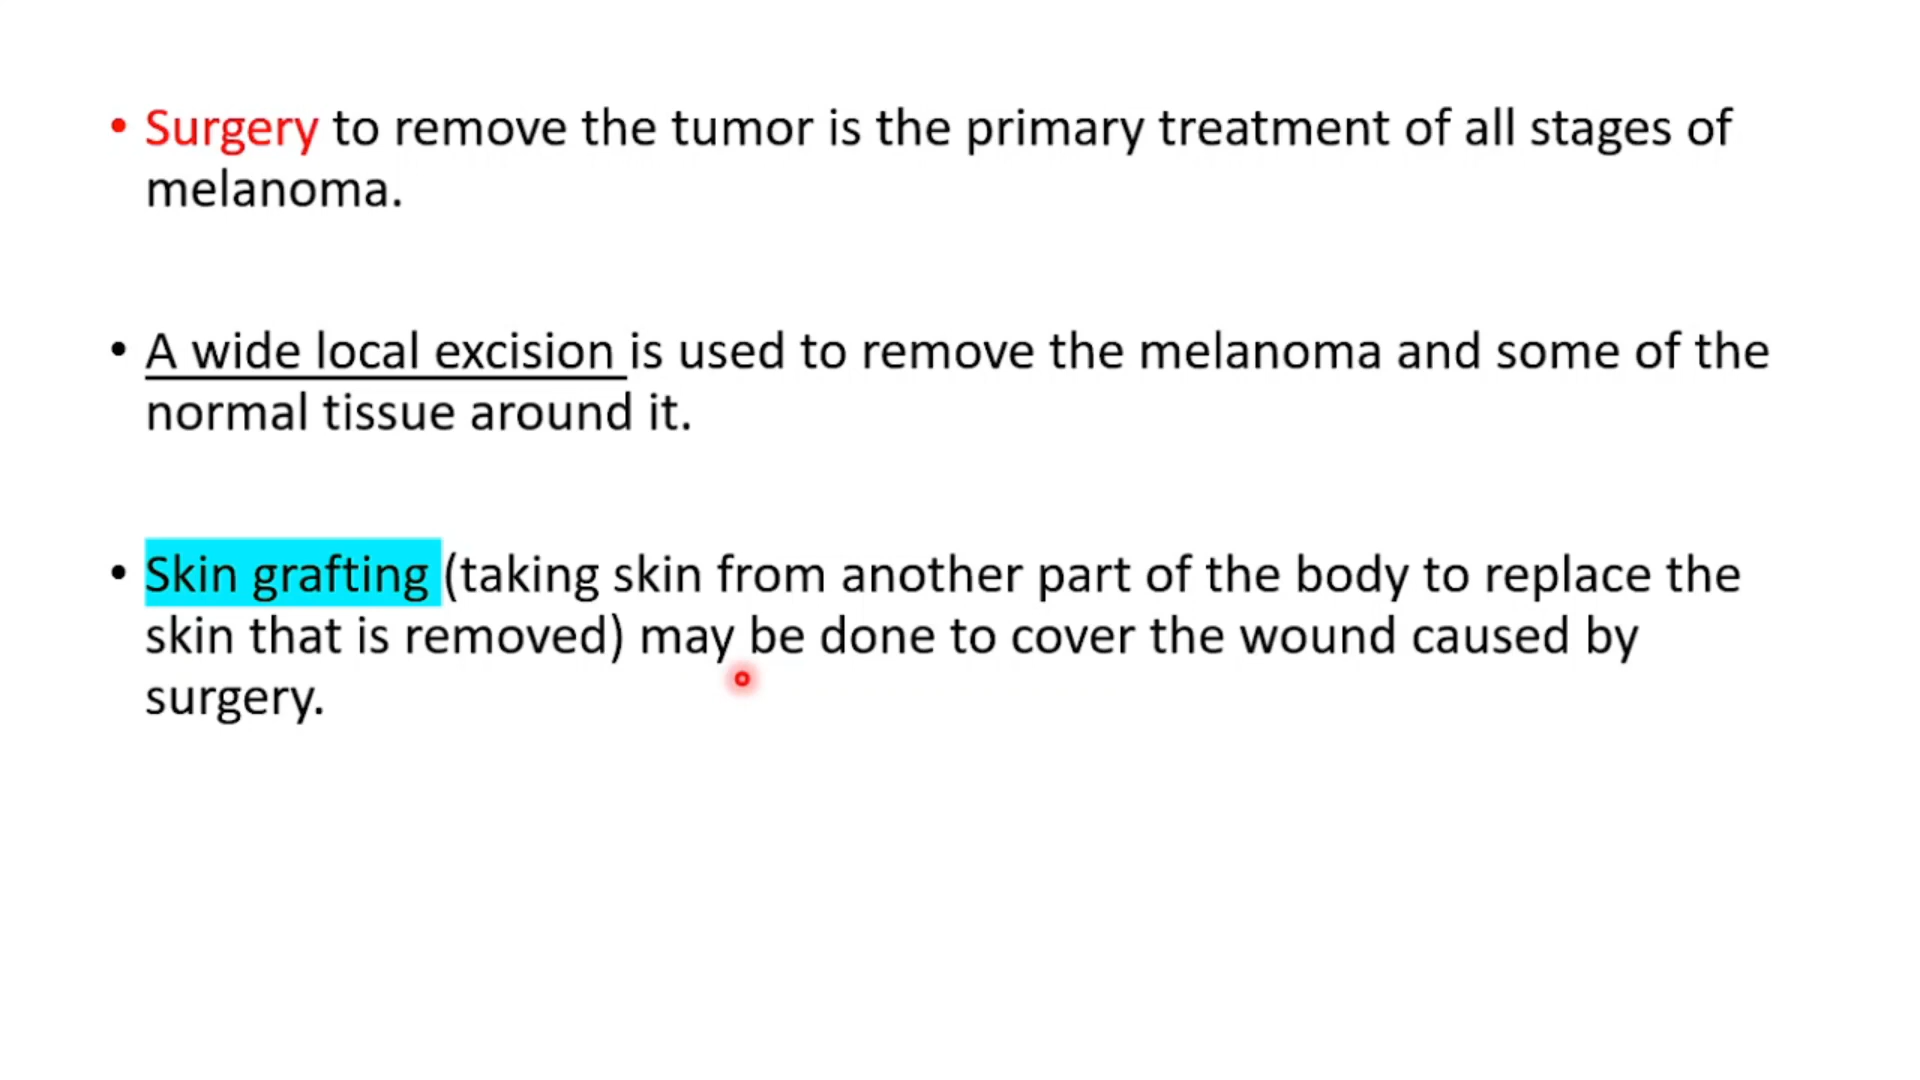 • Surgery to remove the tumor is the primary treatment of all stages of
melanoma.
• A wide local excision is used to remove the melanoma and some of the
normal tissue around it.
• Skin grafting (taking skin from another part of the body to replace the
skin that is removed) may be done to cover the wound caused by
surgery.